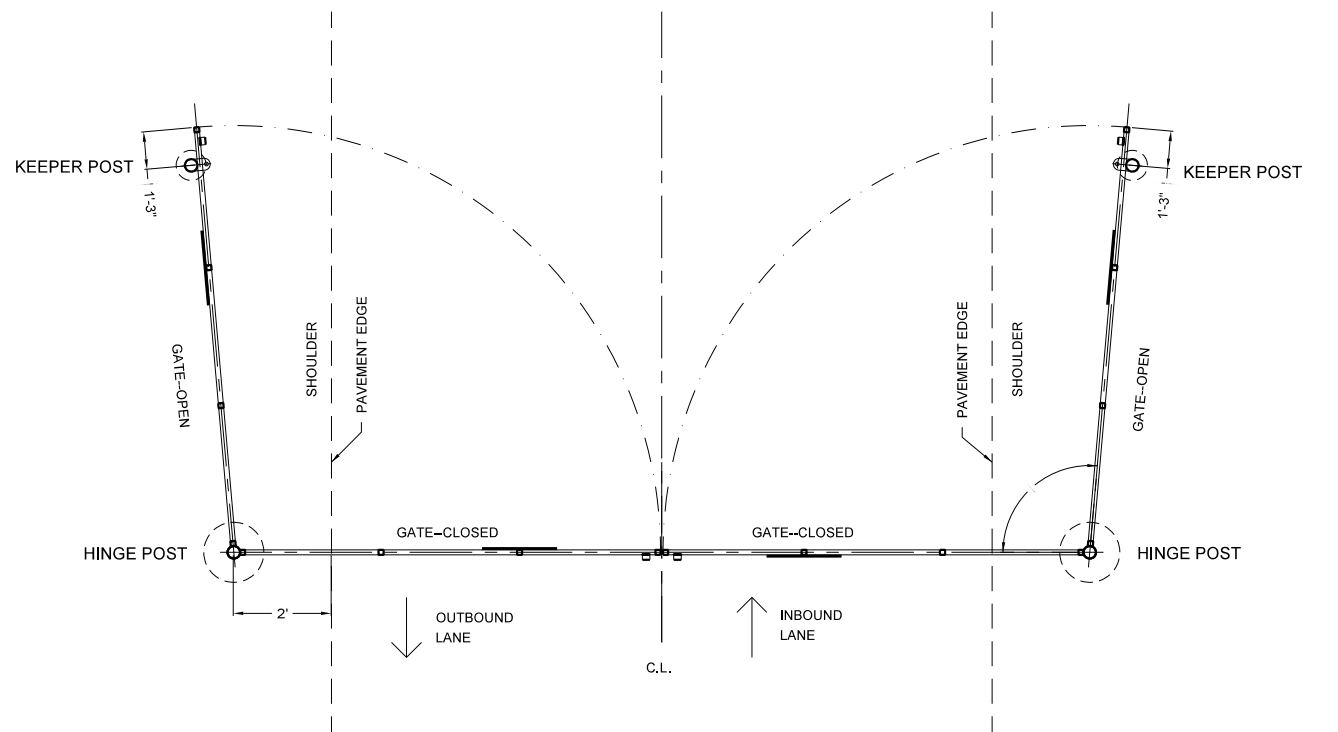 KEEPER POST
KEEPER POST
1'-3"
1'-3"
GATE--OPEN
SHOULDER
PAVEMENT EDGE
PAVEMENT EDGE
SHOULDER
GATE--OPEN
GATE--CLOSED
GATE--CLOSED
HINGE POST
HINGE POST
2'
OUTBOUND
LANE
INBOUND
LANE
C.L.